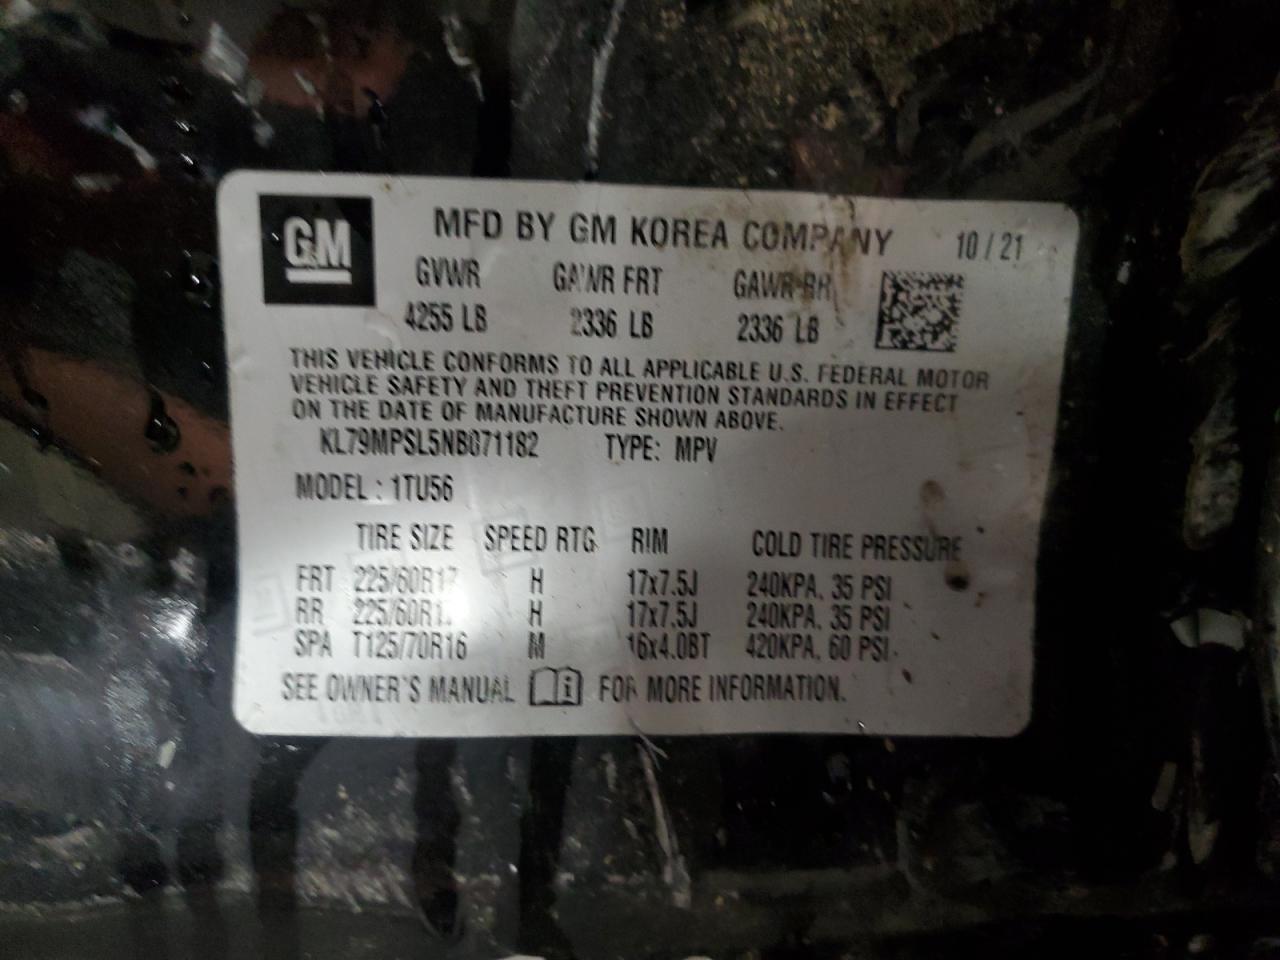 GM
MFD BY GM KOREA COMPANY 10/21
GVWR GAWR FRT GAWR RR
4255 LB 2336 LB 2336 LB
THIS VEHICLE CONFORMS TO ALL APPLICABLE U.S. FEDERAL MOTOR
VEHICLE SAFETY AND THEFT PREVENTION STANDARDS IN EFFECT
ON THE DATE OF MANUFACTURE SHOWN ABOVE.
KL79MPSL5NB071182 TYPE: MPV
MODEL : 1TU56
TIRE SIZE SPEED RTG RIM COLD TIRE PRESSURE
FRT 225/60R17 H 17x7.5J 240KPA, 35 PSI
RR 225/60R17 H 17x7.5J 240KPA, 35 PSI
SPA T125/70R16 M 16x4.0BT 420KPA, 60 PSI
SEE OWNER'S MANUAL FOR MORE INFORMATION.